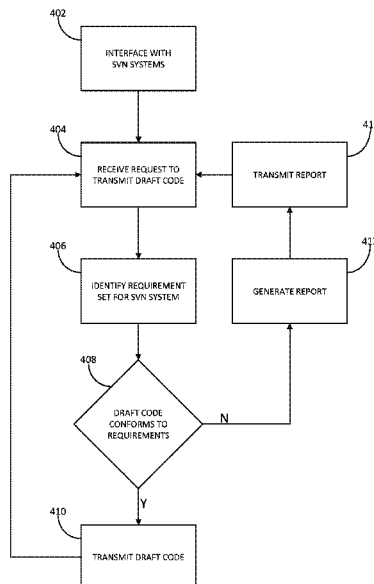 402
INTERFACE WITH
SVN SYSTEMS
404
RECEIVE REQUEST TO
TRANSMIT DRAFT CODE
TRANSMIT REPORT
406
IDENTIFY REQUIREMENT
SET FOR SVN SYSTEM
GENERATE REPORT
408
DRAFT CODE
CONFORMS TO
REQUIREMENTS
N
Y
410
TRANSMIT DRAFT CODE